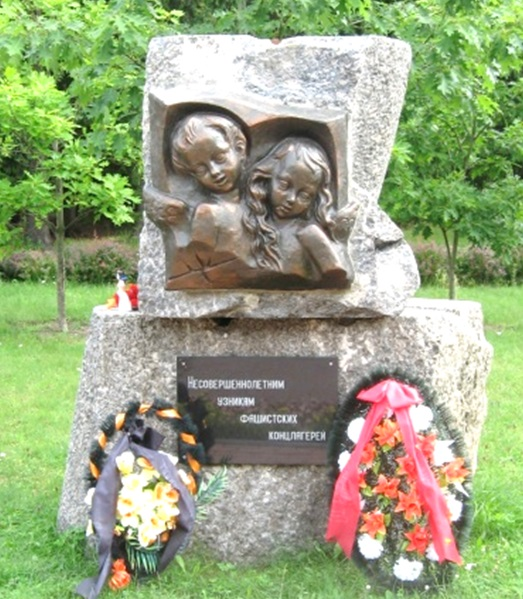 Несовершеннолетним
узникам
фашистских
концлагерей